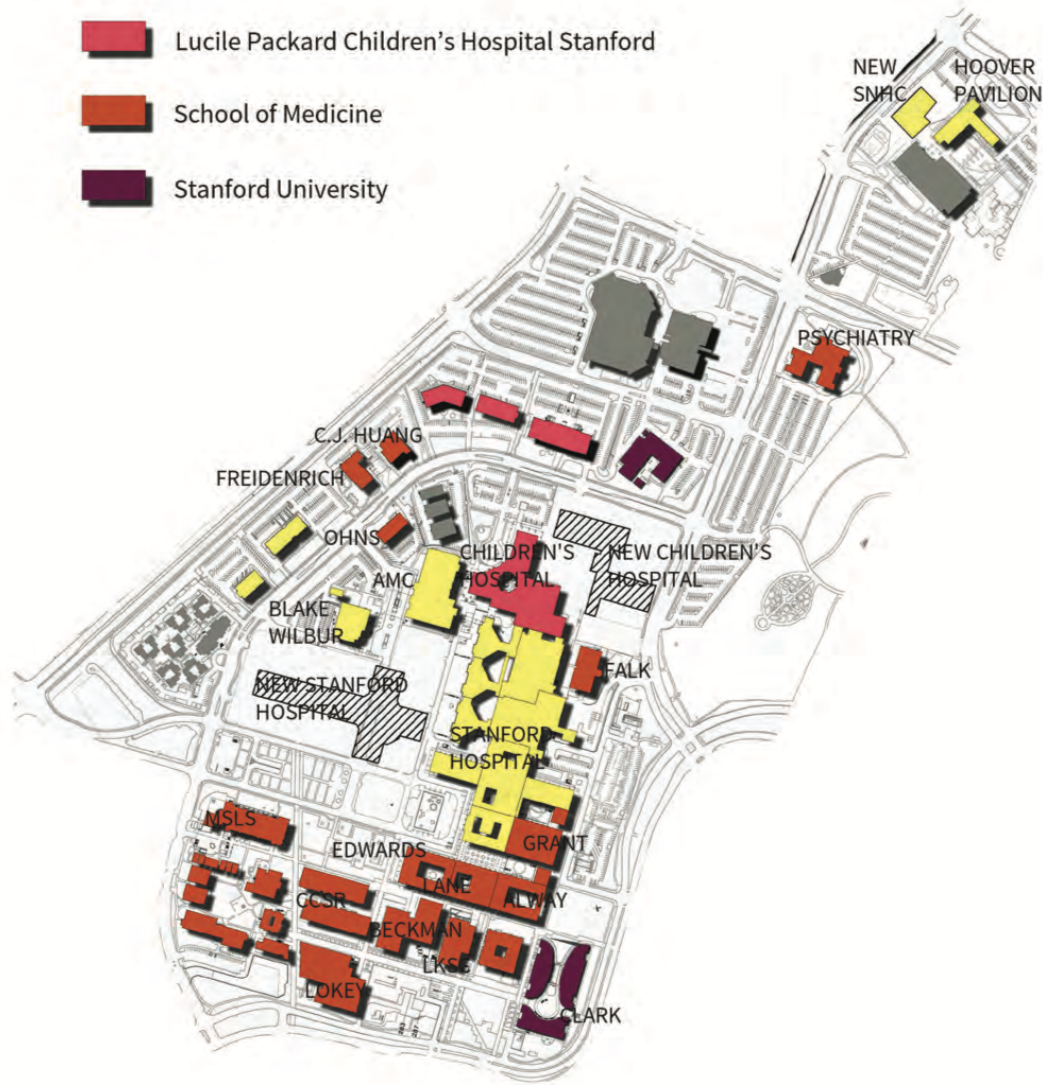 Lucile Packard Children's Hospital Stanford
School of Medicine
Stanford University
NEW
SNHC
HOOVER
PAVILION
PSYCHIATRY
C.J. HUANG
FREIDENRICH
OHNS
CHILDREN'S
HOSPITAL
NEW CHILDREN'S
HOSPITAL
AMC
BLAKE
WILBUR
FALK
NEW STANFORD
HOSPITAL
STANFORD
HOSPITAL
MSLS
GRANT
EDWARDS
LANE
ALWAY
CCSR
BECKMAN
LKSC
LOKEY
CLARK